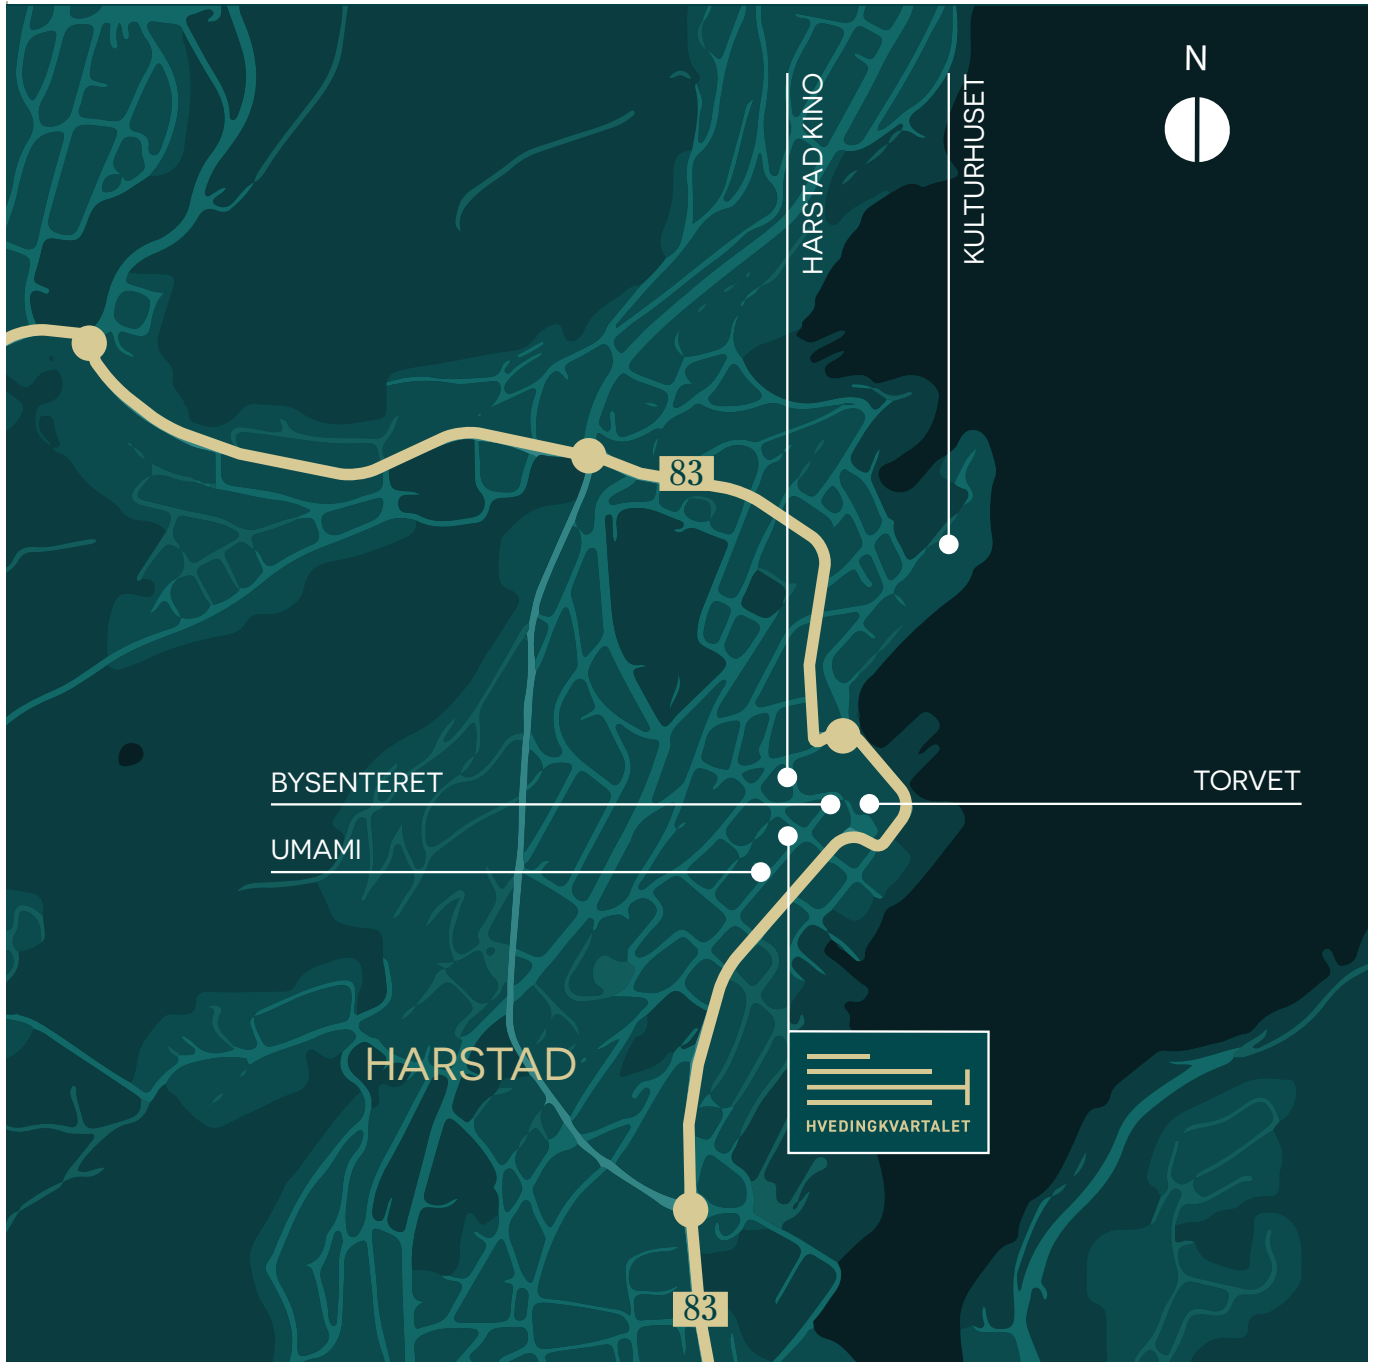 N
HARSTAD KINO
KULTURHUSET
83
BYSENTERET
TORVET
UMAMI
HARSTAD
HVEDINGKVARTALET
83